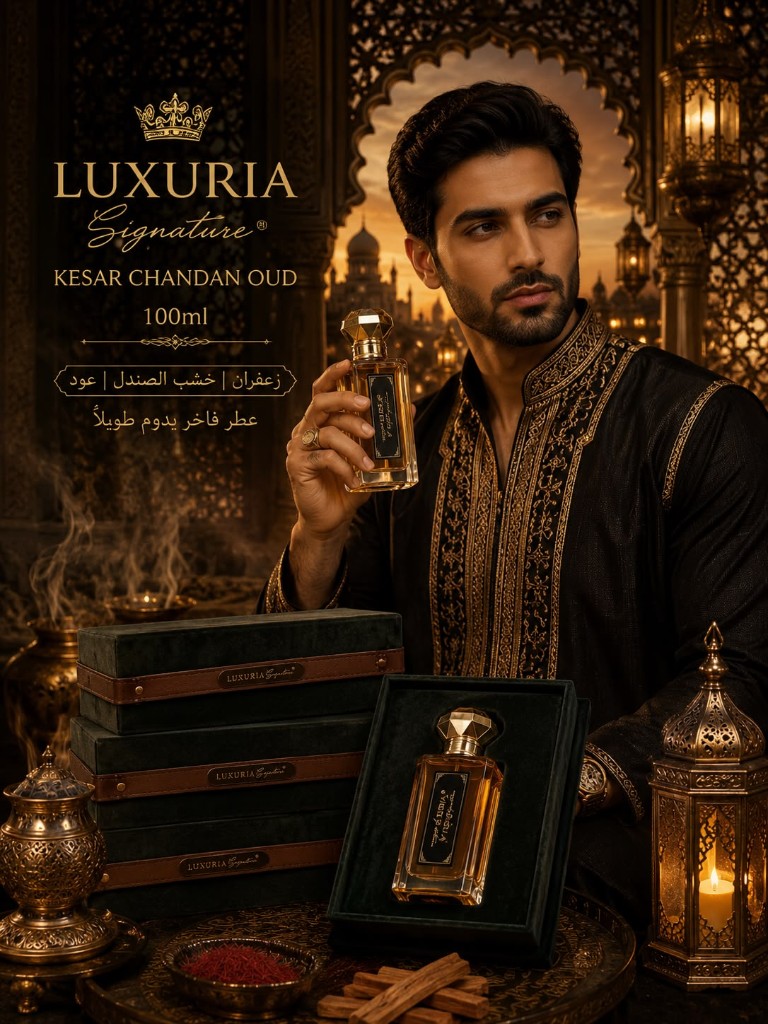 LUXURIA
Signature®
KESAR CHANDAN OUD
100ml
زعفران | خشب الصندل | عود
عطر فاخر يدوم طويلاً
LUXURIA Signature®
LUXURIA Signature®
LUXURIA Signature®